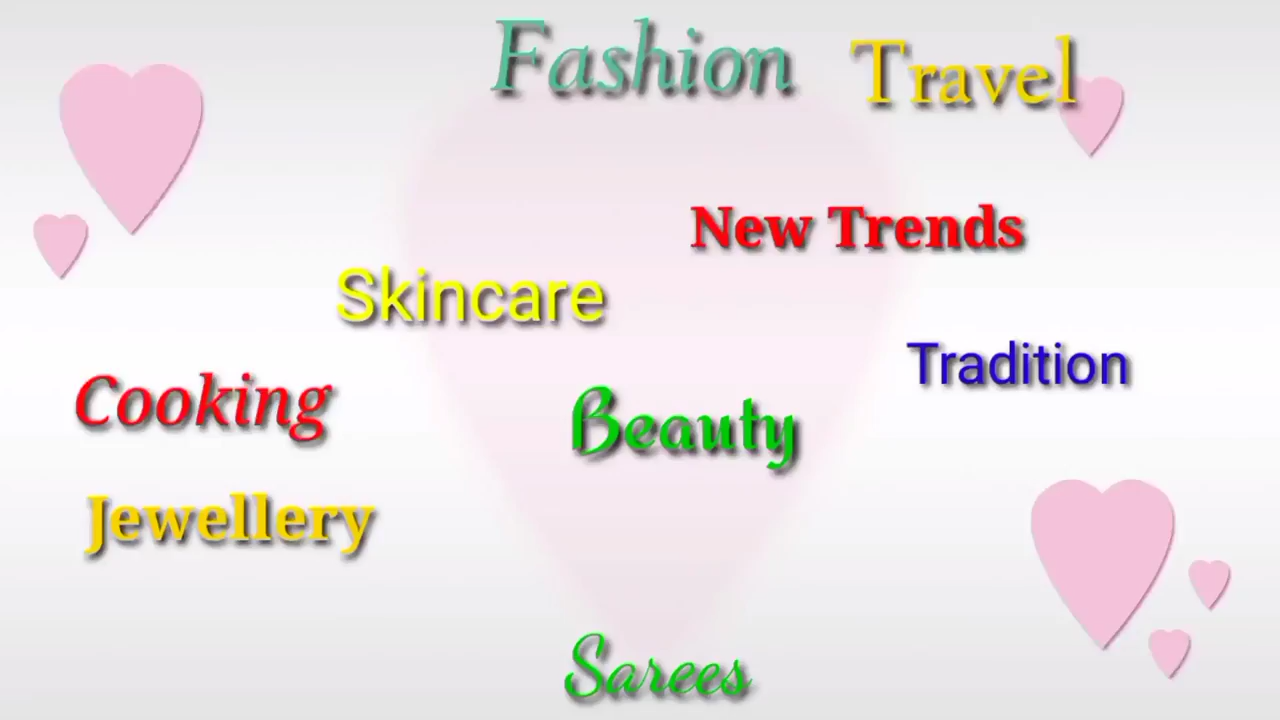 Fashion
Travel
New Trends
Skincare
Tradition
Cooking
Beauty
Jewellery
Sarees